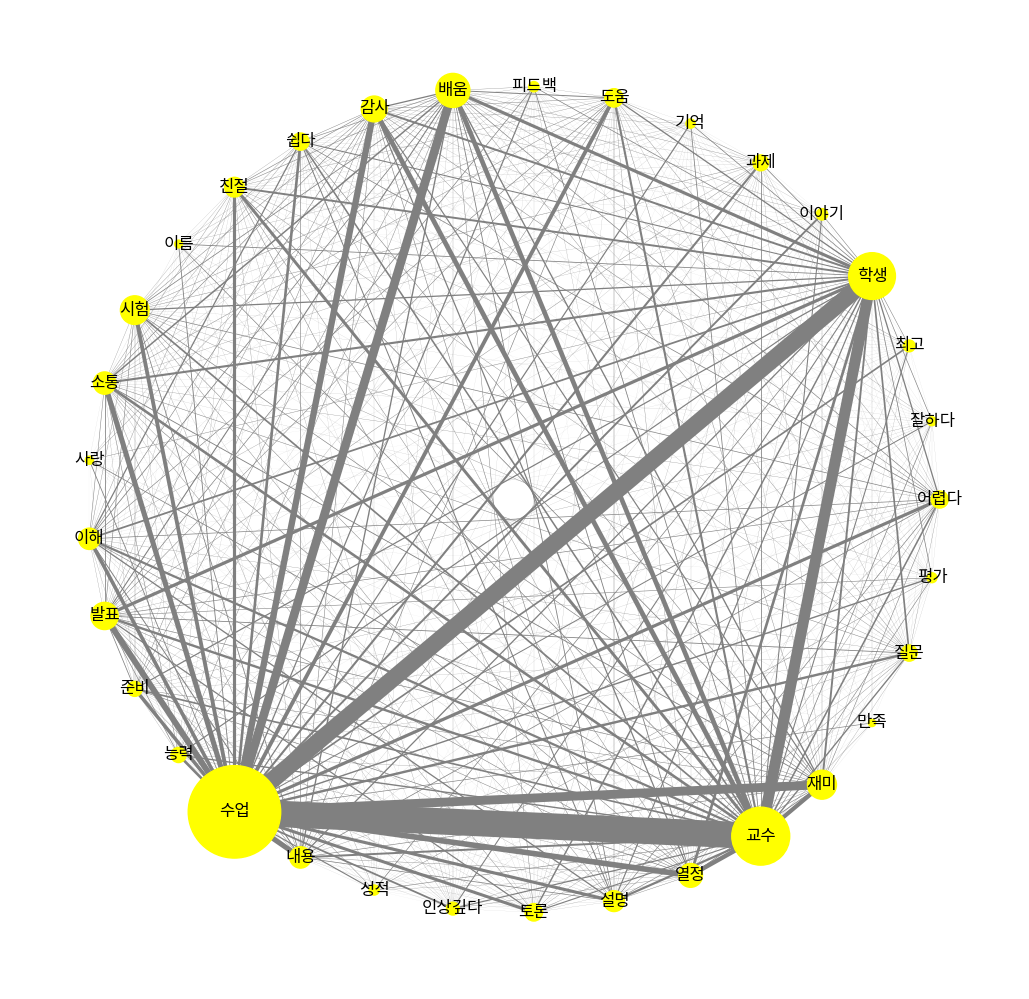 피드백
배움
도움
감사
기억
쉽다
과제
친절
이야기
이름
학생
시험
최고
소통
잘하다
사랑
어렵다
이해
평가
발표
질문
준비
만족
능력
재미
수업
교수
내용
열정
성적
설명
인상깊다
토론